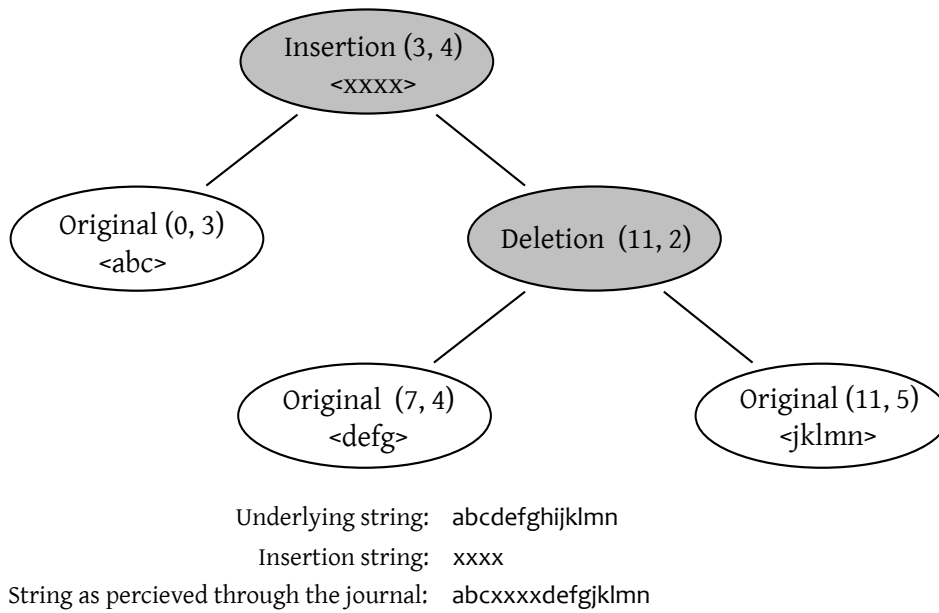 Insertion (3, 4)
<xxxx>
Original (0, 3)
<abc>
Deletion (11, 2)
Original (7, 4)
<defg>
Original (11, 5)
<jklmn>
Underlying string: abcdefghijklmn
Insertion string: xxxx
String as percieved through the journal: abcxxxxdefgjklmn